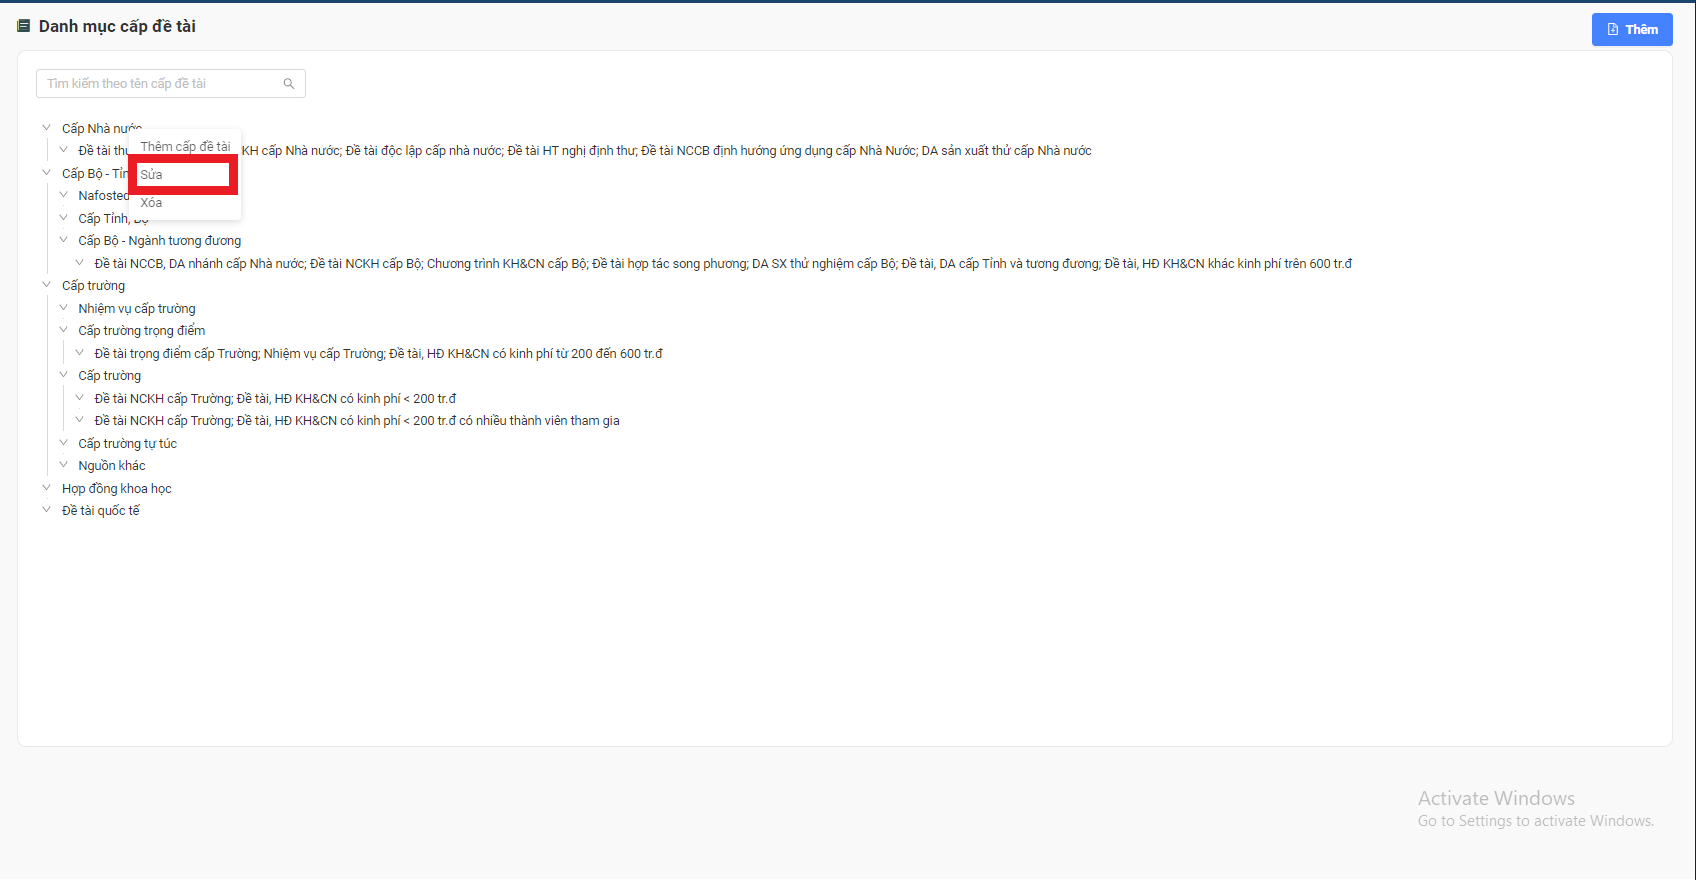 Danh mục cấp đề tài
Thêm
Tìm kiếm theo tên cấp đề tài
Cấp Nhà nước
Thêm cấp đề tài
Đề tài KH cấp Nhà nước; Đề tài độc lập cấp nhà nước; Đề tài HT nghị định thư; Đề tài NCCB định hướng ứng dụng cấp Nhà Nước; DA sản xuất thử cấp Nhà nước
Cấp Bộ -
Sửa
Nafosted
Xóa
Cấp Tỉnh, Bộ
Cấp Bộ - Ngành tương đương
Đề tài NCCB, DA nhánh cấp Nhà nước; Đề tài NCKH cấp Bộ; Chương trình KH&CN cấp Bộ; Đề tài hợp tác song phương; DA SX thử nghiệm cấp Bộ; Đề tài, DA cấp Tỉnh và tương đương; Đề tài, HĐ KH&CN khác kinh phí trên 600 tr.đ
Cấp trường
Nhiệm vụ cấp trường
Cấp trường trọng điểm
Đề tài trọng điểm cấp Trường; Nhiệm vụ cấp Trường; Đề tài, HĐ KH&CN có kinh phí từ 200 đến 600 tr.đ
Cấp trường
Đề tài NCKH cấp Trường; Đề tài, HĐ KH&CN có kinh phí < 200 tr.đ
Đề tài NCKH cấp Trường; Đề tài, HĐ KH&CN có kinh phí < 200 tr.đ có nhiều thành viên tham gia
Cấp trường tự túc
Nguồn khác
Hợp đồng khoa học
Đề tài quốc tế
Activate Windows
Go to Settings to activate Windows.